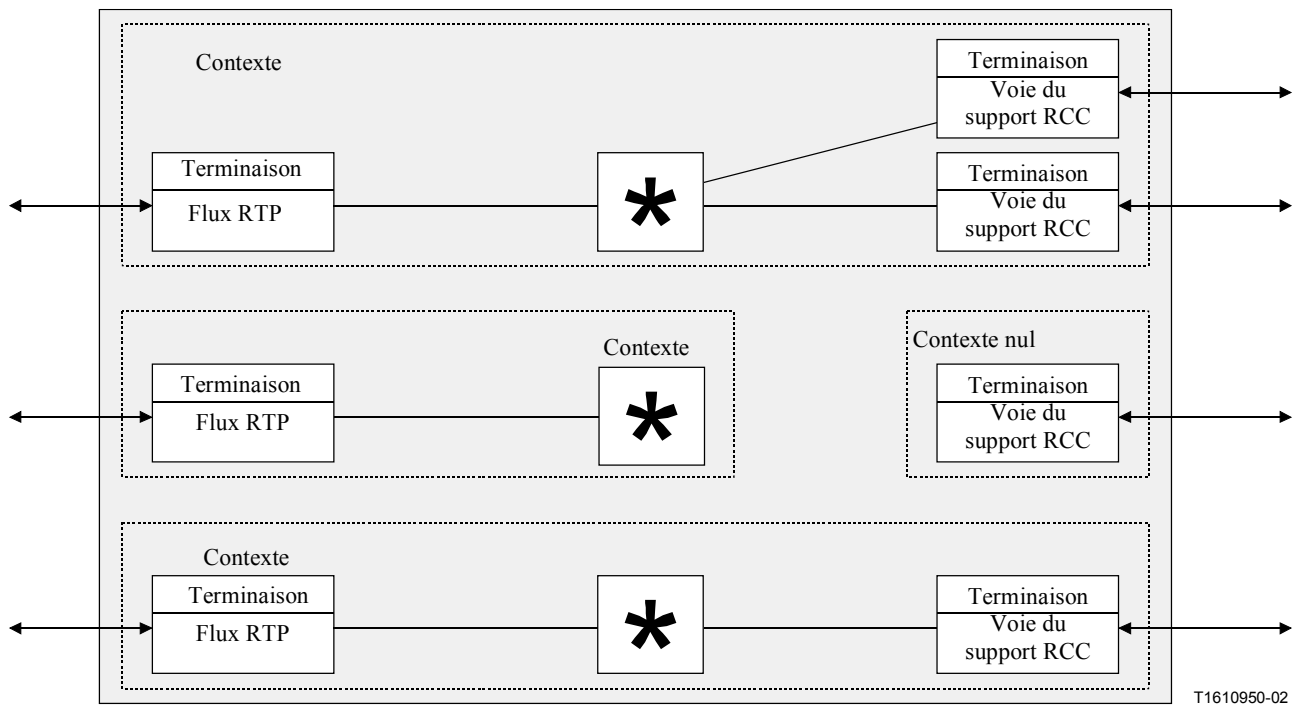 Contexte
Terminaison
Voie du
support RCC
Terminaison
Flux RTP
*
Terminaison
Voie du
support RCC
Contexte
Terminaison
Flux RTP
*
Contexte nul
Terminaison
Voie du
support RCC
Contexte
Terminaison
Flux RTP
*
Terminaison
Voie du
support RCC
T1610950-02